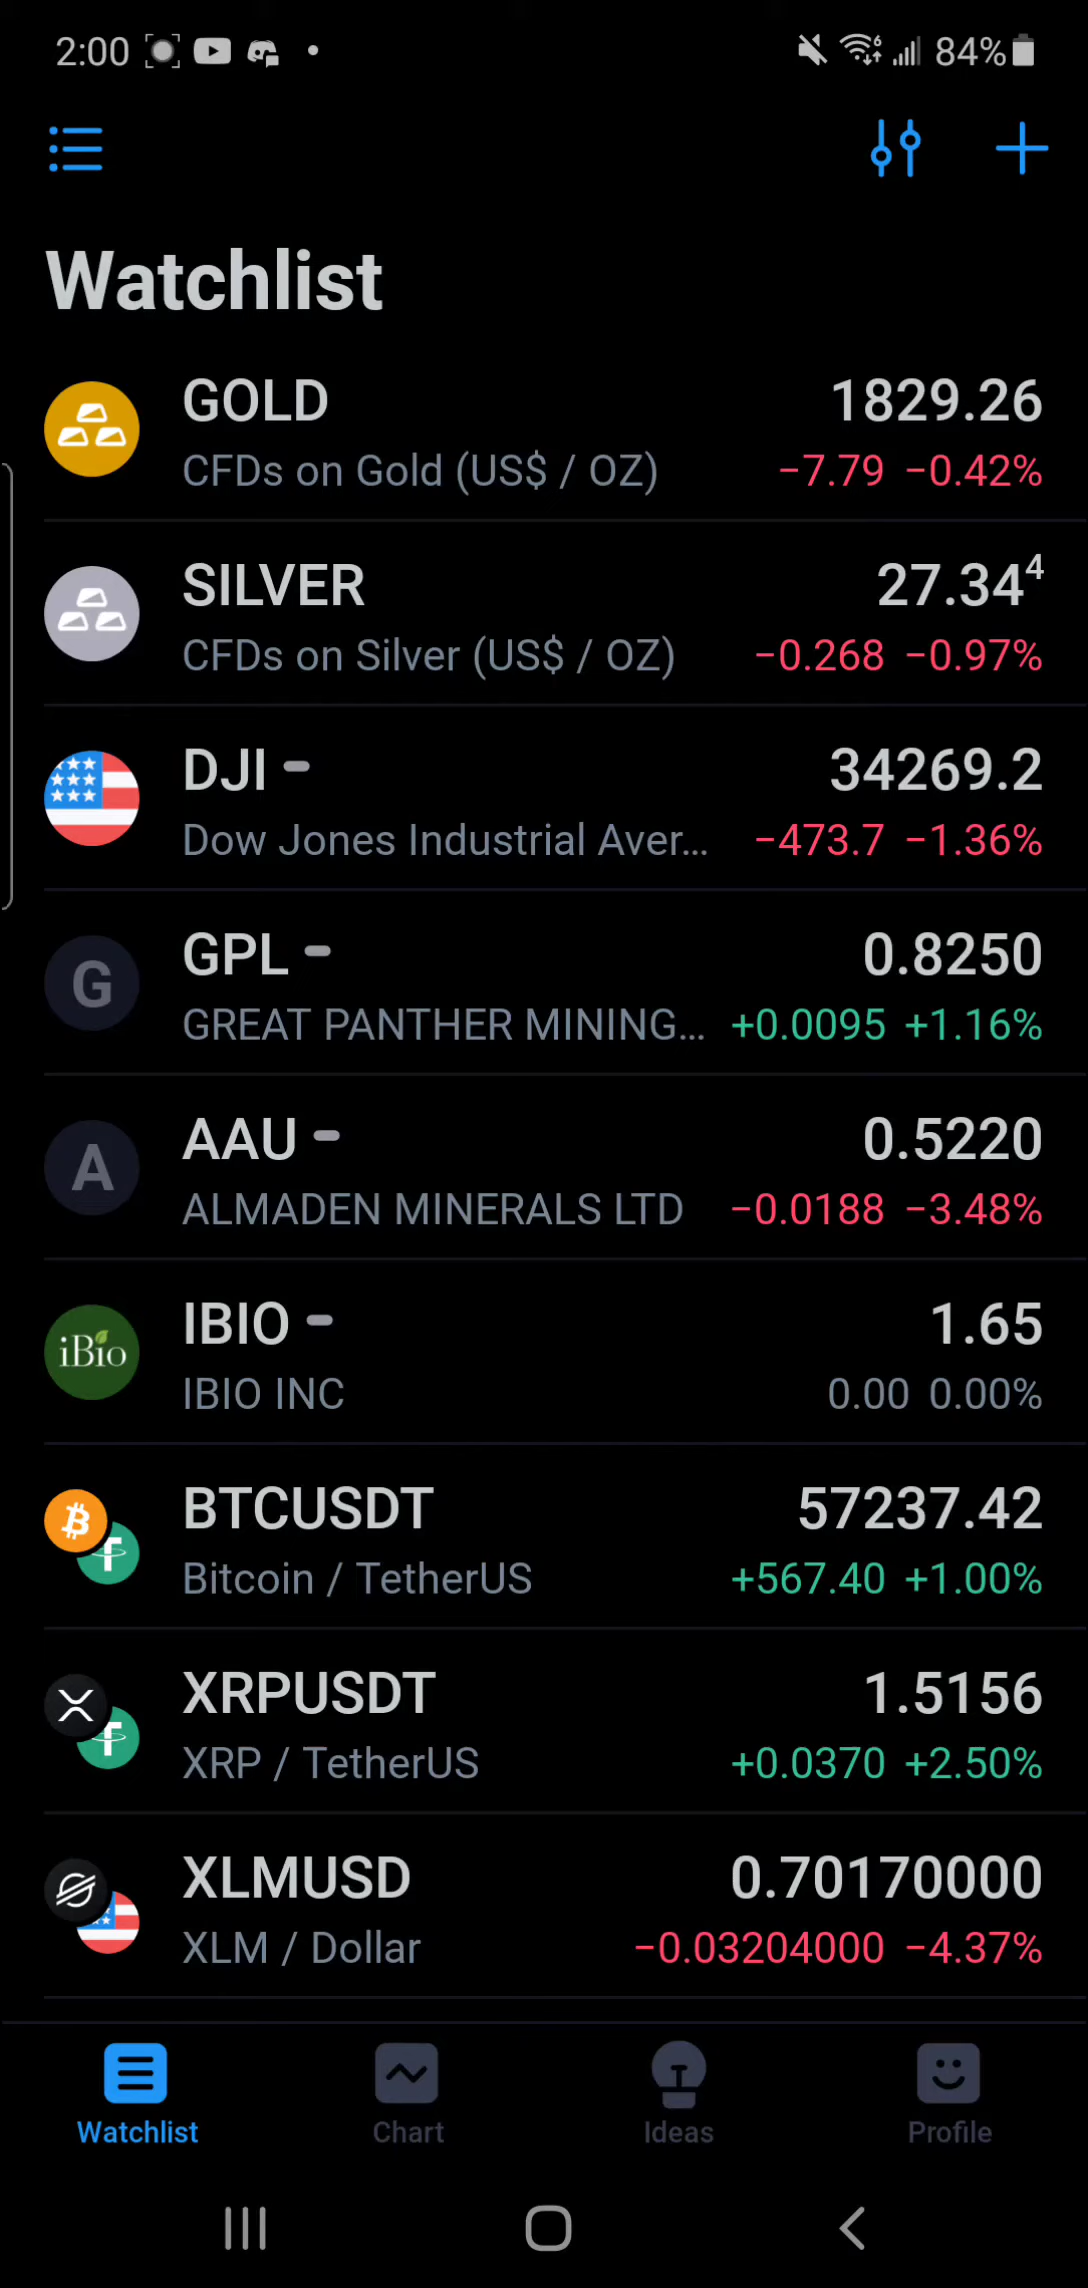 2:00 84%
Watchlist
GOLD 1829.26
CFDs on Gold (US$ / OZ) −7.79 −0.42%
SILVER 27.34⁴
CFDs on Silver (US$ / OZ) −0.268 −0.97%
DJI 34269.2
Dow Jones Industrial Aver... −473.7 −1.36%
G GPL 0.8250
GREAT PANTHER MINING... +0.0095 +1.16%
A AAU 0.5220
ALMADEN MINERALS LTD −0.0188 −3.48%
iBio IBIO 1.65
IBIO INC 0.00 0.00%
BTCUSDT 57237.42
Bitcoin / TetherUS +567.40 +1.00%
XRPUSDT 1.5156
XRP / TetherUS +0.0370 +2.50%
XLMUSD 0.70170000
XLM / Dollar −0.03204000 −4.37%
Watchlist Chart Ideas Profile